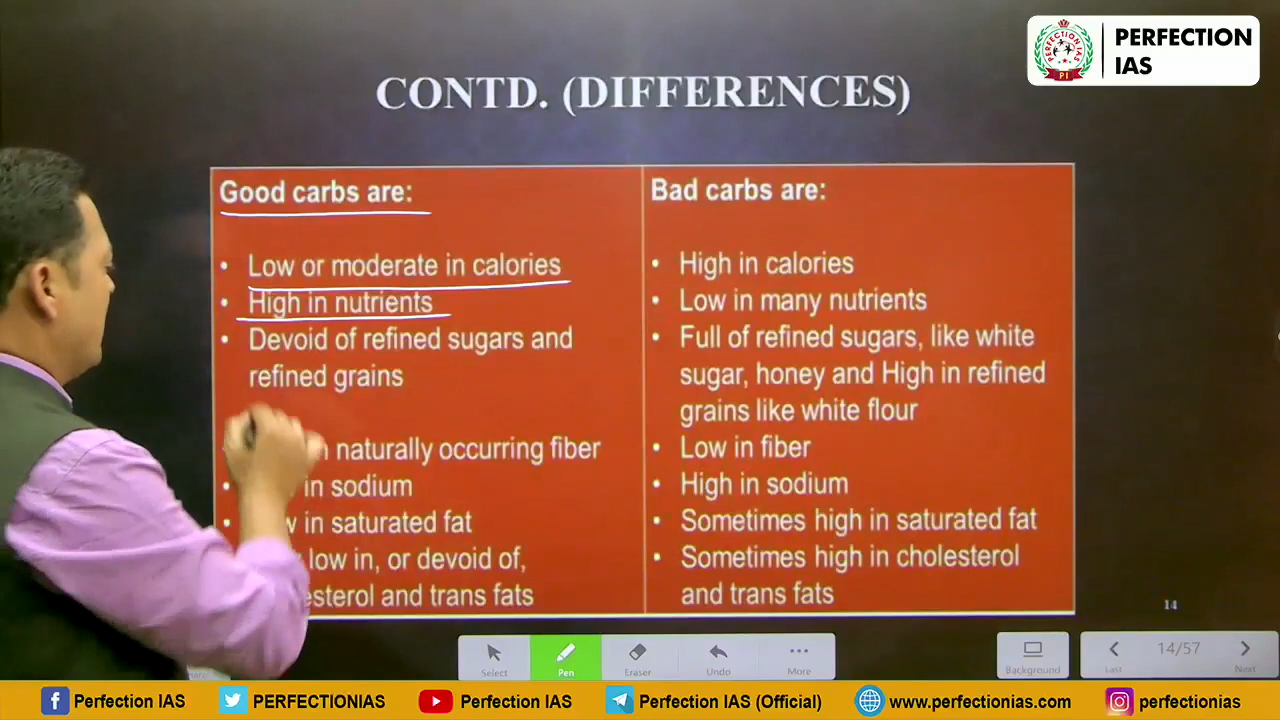 PERFECTION
IAS
CONTD. (DIFFERENCES)
Good carbs are:
Low or moderate in calories
High in nutrients
Devoid of refined sugars and
refined grains
naturally occurring fiber
in sodium
in saturated fat
low in, or devoid of,
and trans fats
Bad carbs are:
High in calories
Low in many nutrients
Full of refined sugars, like white
sugar, honey and High in refined
grains like white flour
Low in fiber
High in sodium
Sometimes high in saturated fat
Sometimes high in cholesterol
and trans fats
14
Select
Pen
Eraser
Undo
More
Background
Last
14/57
Next
Perfection IAS
PERFECTIONIAS
Perfection IAS
Perfection IAS (Official)
www.perfectionias.com
perfectionias